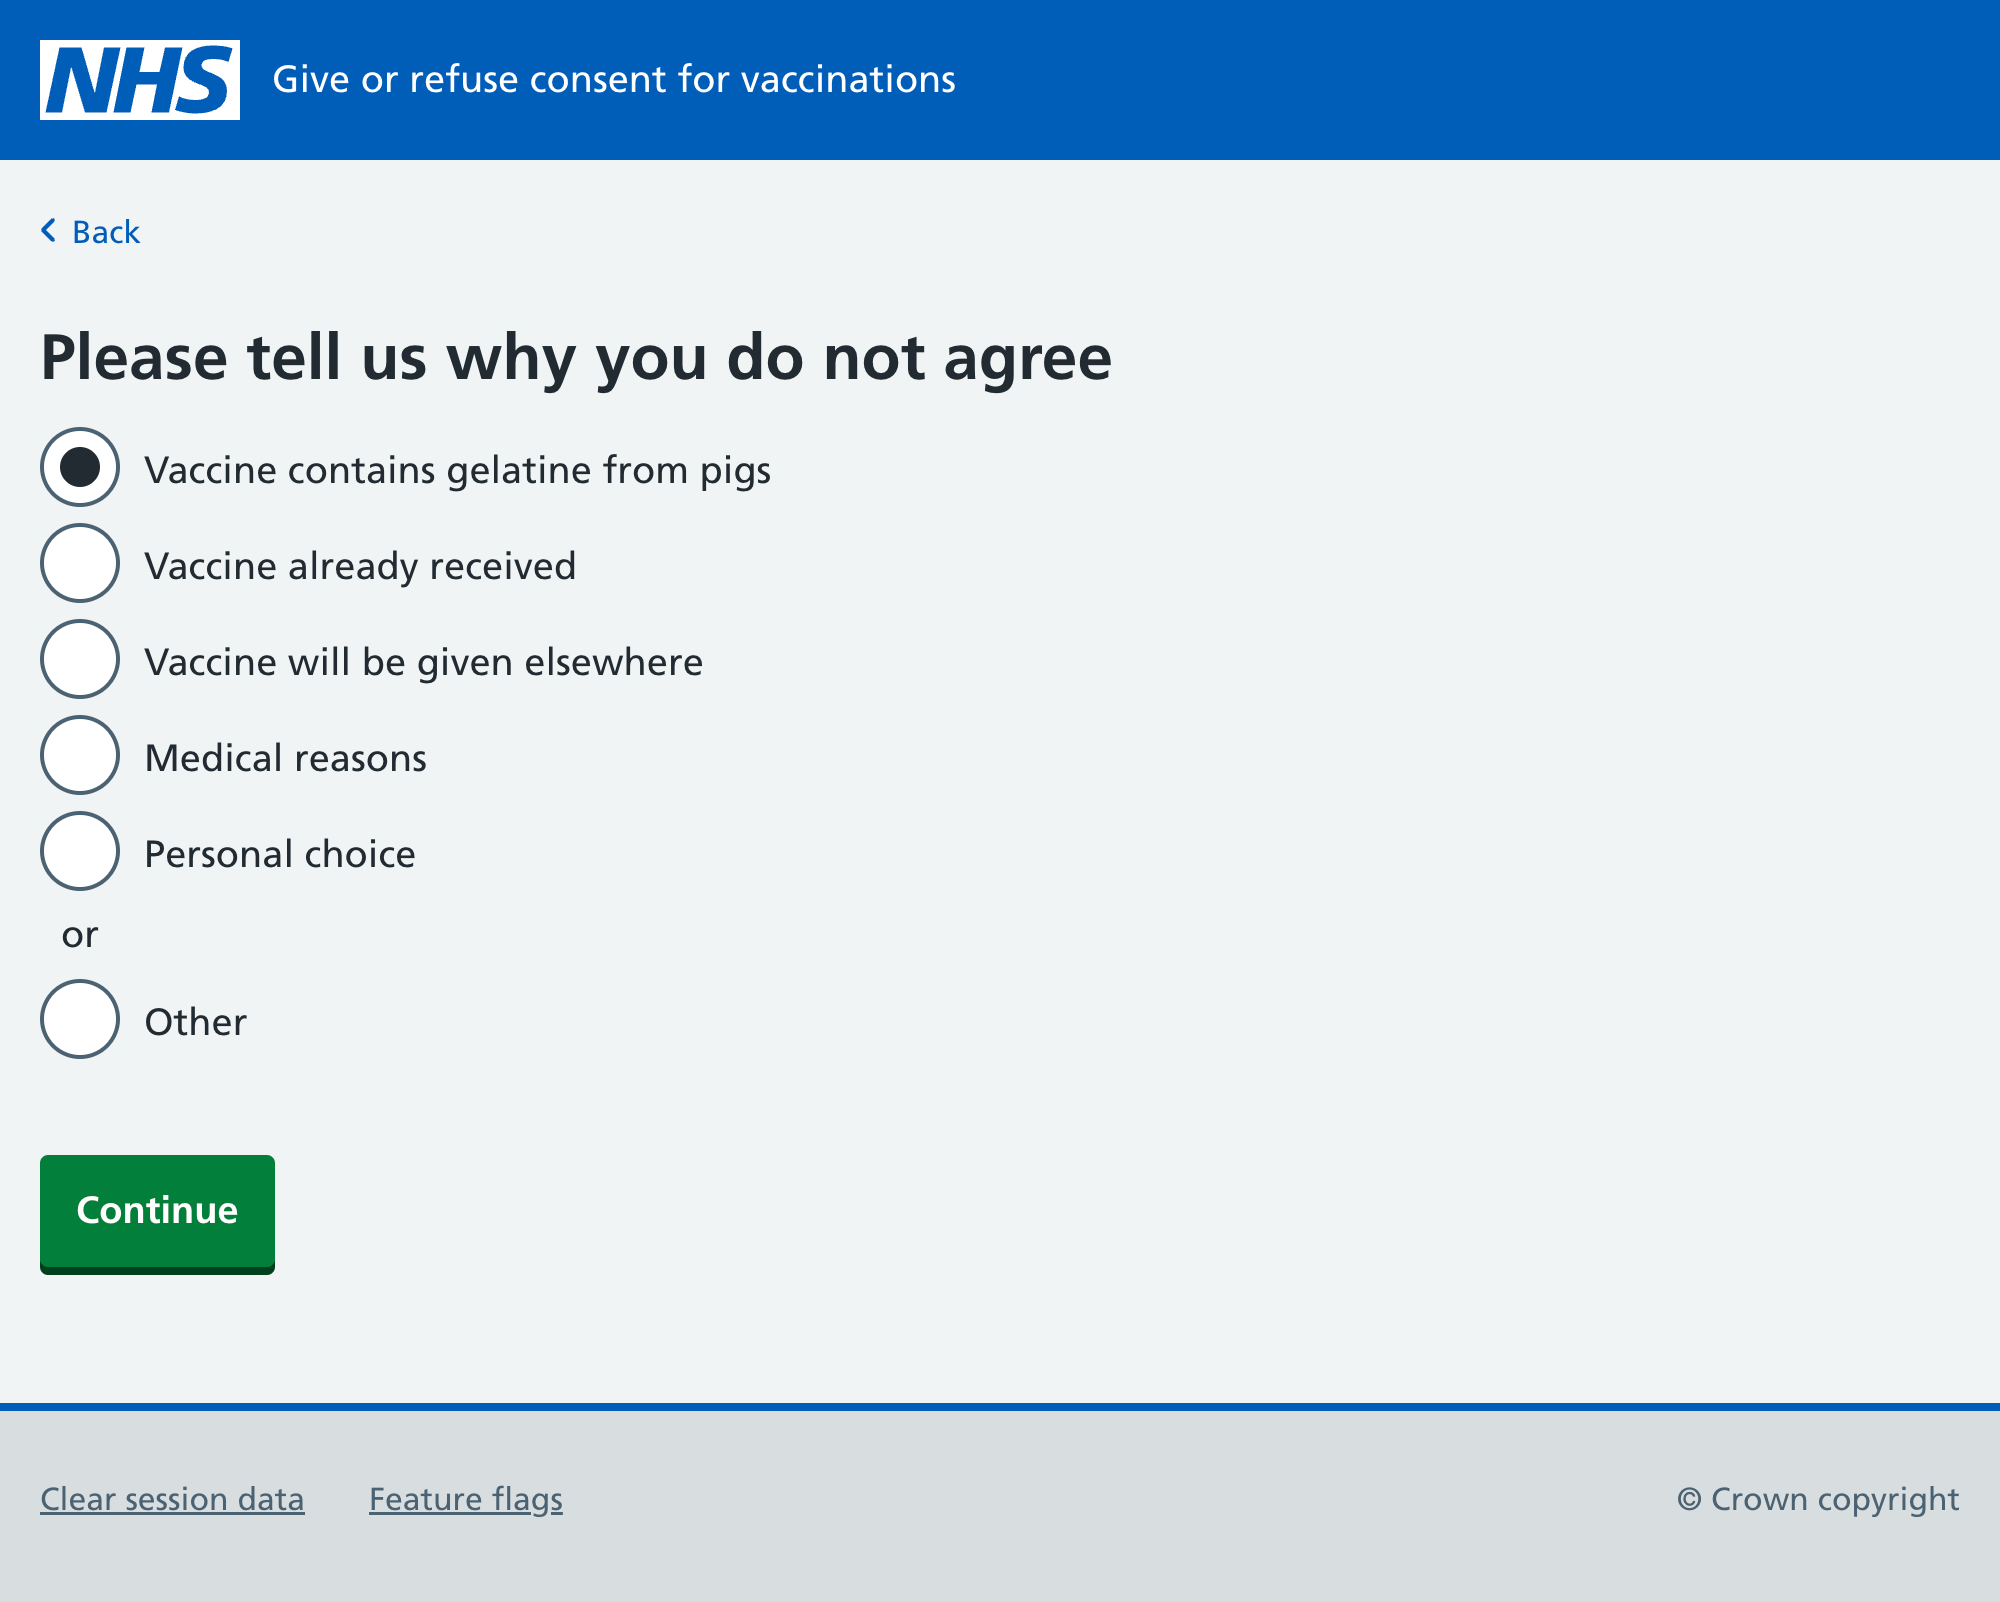 NHS
Give or refuse consent for vaccinations
Back
Please tell us why you do not agree
Vaccine contains gelatine from pigs
Vaccine already received
Vaccine will be given elsewhere
Medical reasons
Personal choice
or
Other
Continue
Clear session data
Feature flags
© Crown copyright